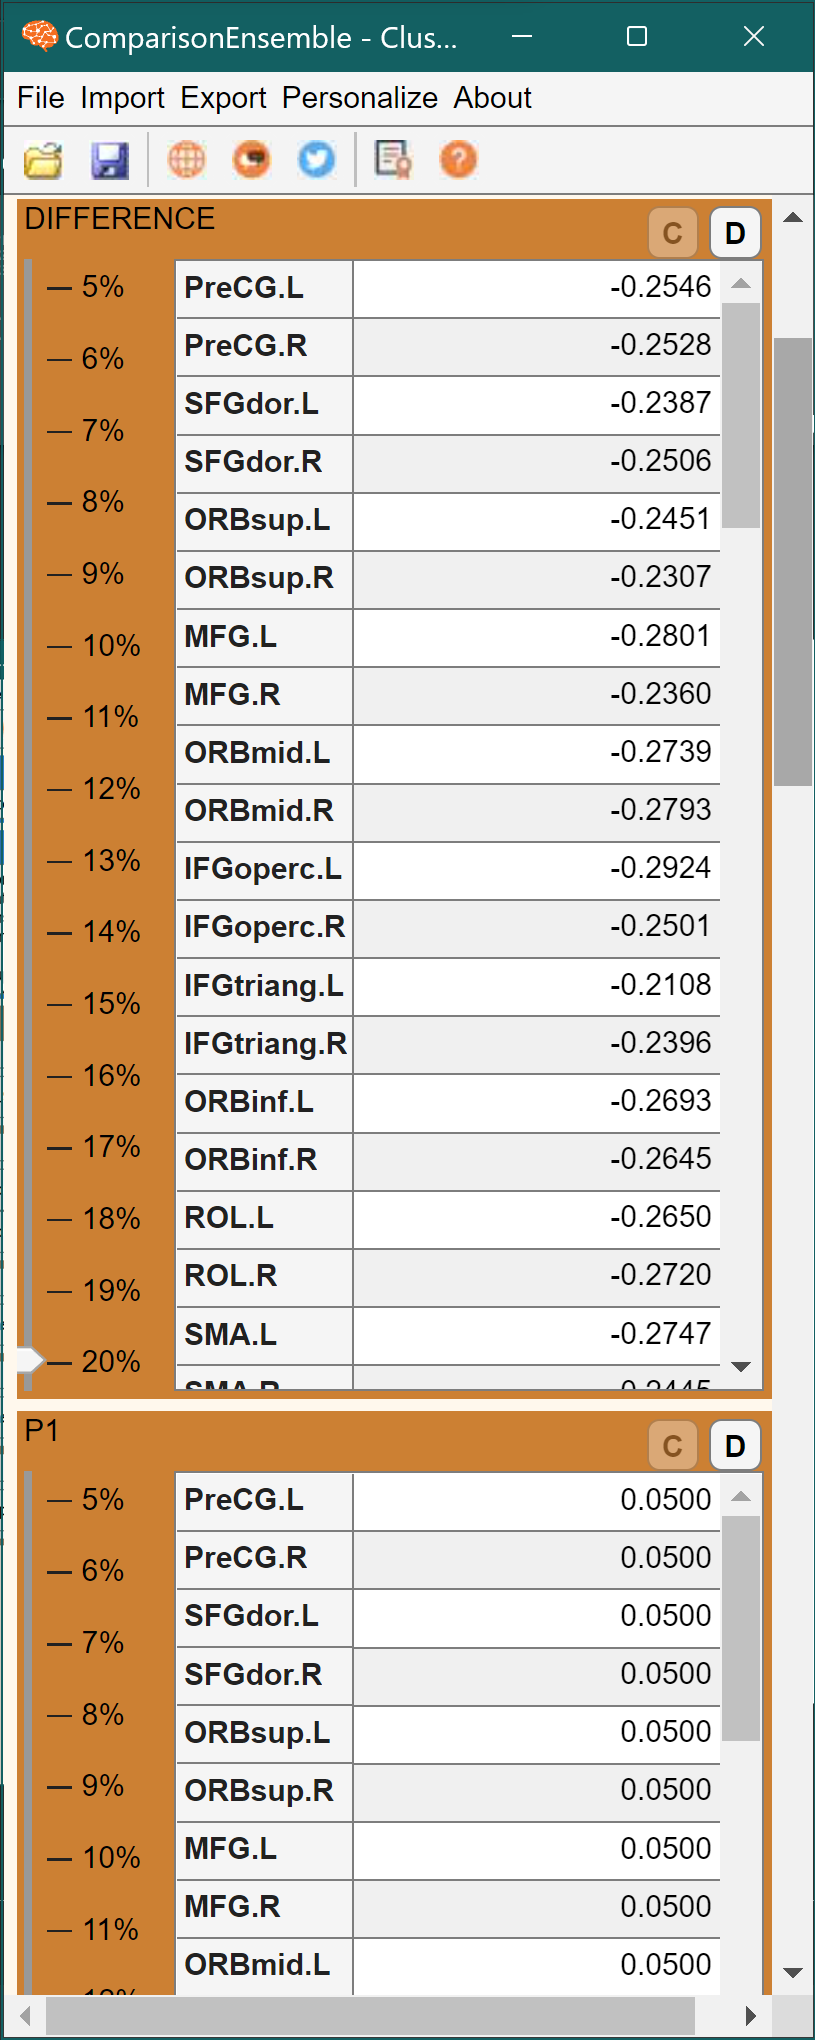 ComparisonEnsemble - Clus...
File Import Export Personalize About
DIFFERENCE
C D
5%
6%
7%
8%
9%
10%
11%
12%
13%
14%
15%
16%
17%
18%
19%
20%
PreCG.L -0.2546
PreCG.R -0.2528
SFGdor.L -0.2387
SFGdor.R -0.2506
ORBsup.L -0.2451
ORBsup.R -0.2307
MFG.L -0.2801
MFG.R -0.2360
ORBmid.L -0.2739
ORBmid.R -0.2793
IFGoperc.L -0.2924
IFGoperc.R -0.2501
IFGtriang.L -0.2108
IFGtriang.R -0.2396
ORBinf.L -0.2693
ORBinf.R -0.2645
ROL.L -0.2650
ROL.R -0.2720
SMA.L -0.2747
P1
C D
5%
6%
7%
8%
9%
10%
11%
PreCG.L 0.0500
PreCG.R 0.0500
SFGdor.L 0.0500
SFGdor.R 0.0500
ORBsup.L 0.0500
ORBsup.R 0.0500
MFG.L 0.0500
MFG.R 0.0500
ORBmid.L 0.0500